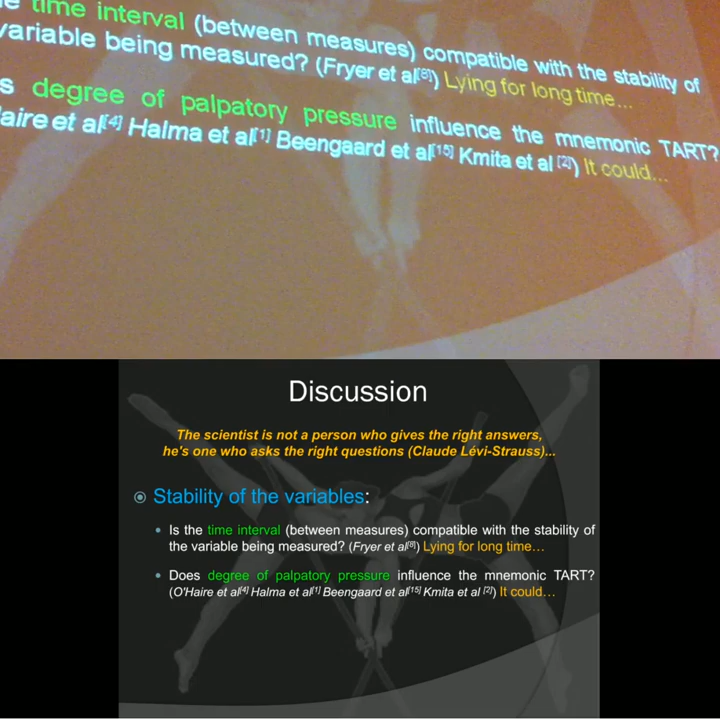 time interval (between measures) compatible with the stability of
variable being measured? (Fryer et al[8]) Lying for long time...
degree of palpatory pressure influence the mnemonic TART?
aire et al[4] Halma et al[1] Beengaard et al[15] Kmita et al [2]) It could...
Discussion
The scientist is not a person who gives the right answers,
he's one who asks the right questions (Claude Lévi-Strauss)...
Stability of the variables:
Is the time interval (between measures) compatible with the stability of
the variable being measured? (Fryer et al[8]) Lying for long time...
Does degree of palpatory pressure influence the mnemonic TART?
(O'Haire et al[4] Halma et al[1] Beengaard et al[15] Kmita et al [2]) It could...